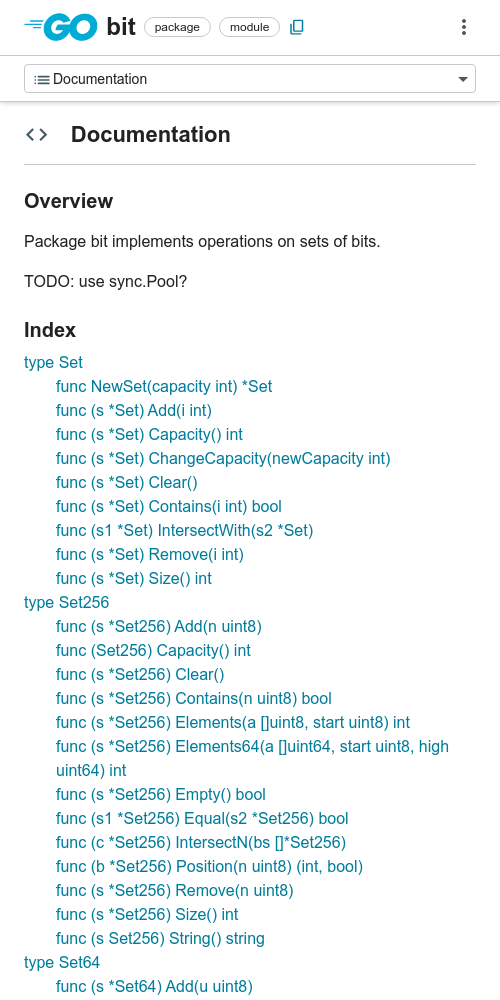 GO bit package module
Documentation
Documentation
Overview
Package bit implements operations on sets of bits.
TODO: use sync.Pool?
Index
type Set
func NewSet(capacity int) *Set
func (s *Set) Add(i int)
func (s *Set) Capacity() int
func (s *Set) ChangeCapacity(newCapacity int)
func (s *Set) Clear()
func (s *Set) Contains(i int) bool
func (s1 *Set) IntersectWith(s2 *Set)
func (s *Set) Remove(i int)
func (s *Set) Size() int
type Set256
func (s *Set256) Add(n uint8)
func (Set256) Capacity() int
func (s *Set256) Clear()
func (s *Set256) Contains(n uint8) bool
func (s *Set256) Elements(a []uint8, start uint8) int
func (s *Set256) Elements64(a []uint64, start uint8, high
uint64) int
func (s *Set256) Empty() bool
func (s1 *Set256) Equal(s2 *Set256) bool
func (c *Set256) IntersectN(bs []*Set256)
func (b *Set256) Position(n uint8) (int, bool)
func (s *Set256) Remove(n uint8)
func (s *Set256) Size() int
func (s Set256) String() string
type Set64
func (s *Set64) Add(u uint8)